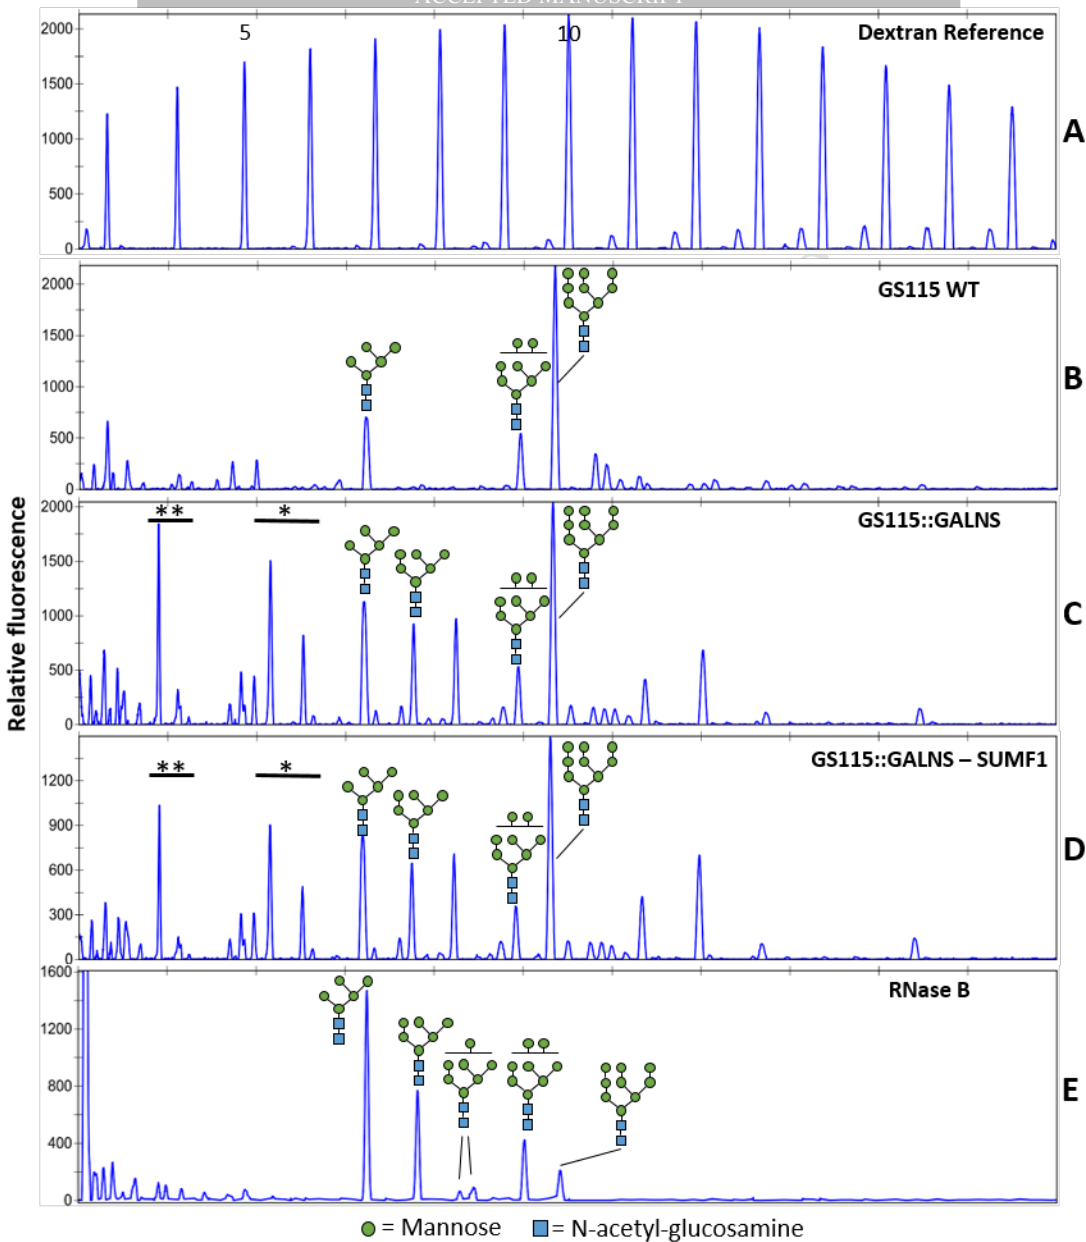 ACCEPTED MANUSCRIPT
5
10
Dextran Reference
2000
1500
1000
500
0
A
GS115 WT
2000
1500
1000
500
0
B
GS115::GALNS
**
*
2000
1500
1000
500
0
C
GS115::GALNS – SUMF1
**
*
1200
900
600
300
0
D
RNase B
1600
1200
800
400
0
E
Relative fluorescence
= Mannose
= N-acetyl-glucosamine